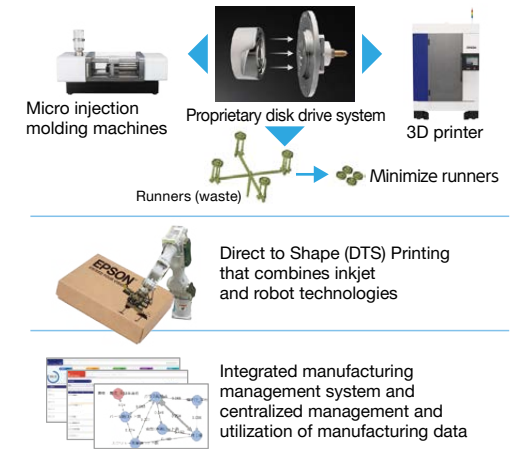 Micro injection
molding machines
Proprietary disk drive system
3D printer
Runners (waste)
Minimize runners
EPSON
Direct to Shape (DTS) Printing
that combines inkjet
and robot technologies
Integrated manufacturing
management system and
centralized management and
utilization of manufacturing data